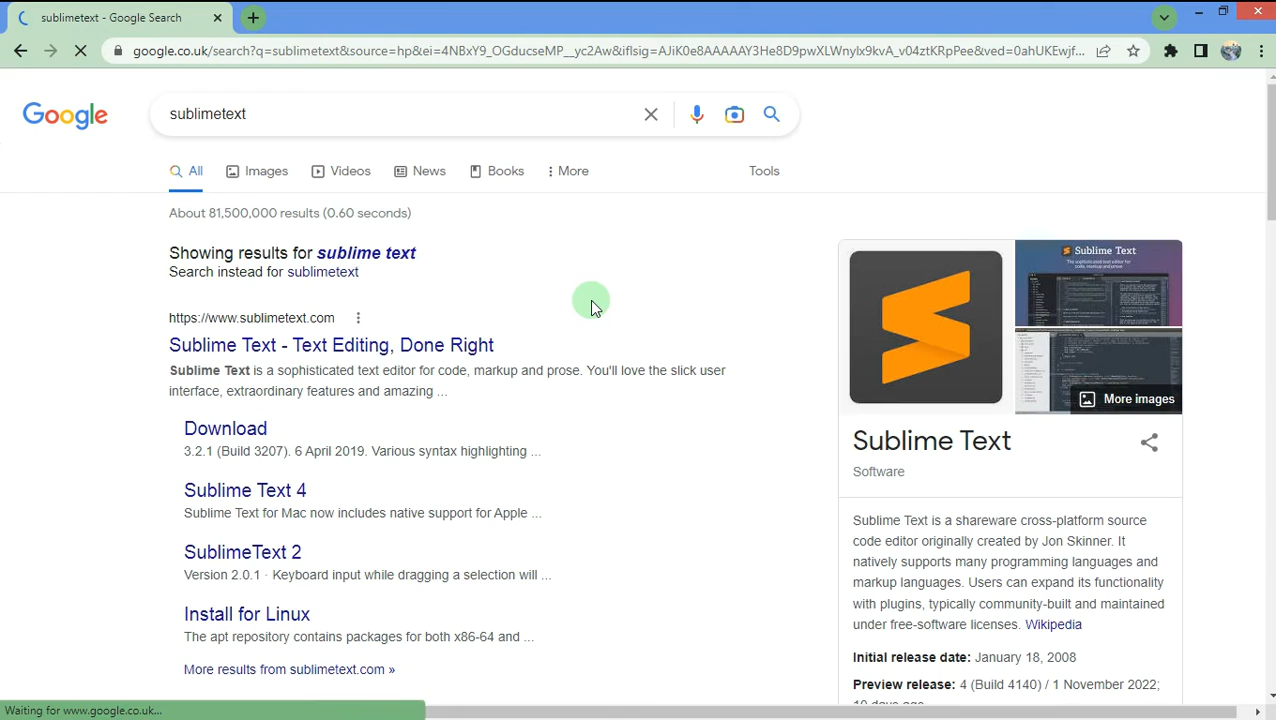 sublimetext - Google Search
google.co.uk/search?q=sublimetext&source=hp&ei=4NBxY9_OGducseMP__yc2Aw&iflsig=AJiK0e8AAAAAY3He8D9pwXLWnyIx9kvA_v04ztKRpPee&ved=0ahUKEwjf...
Google
sublimetext
All
Images
Videos
News
Books
More
Tools
About 81,500,000 results (0.60 seconds)
Showing results for sublime text
Search instead for sublimetext
https://www.sublimetext.com
Sublime Text - Text Editing, Done Right
Sublime Text is a sophisticated text editor for code, markup and prose. You'll love the slick user
interface, extraordinary features and amazing ...
Download
3.2.1 (Build 3207). 6 April 2019. Various syntax highlighting ...
Sublime Text 4
Sublime Text for Mac now includes native support for Apple ...
SublimeText 2
Version 2.0.1 · Keyboard input while dragging a selection will ...
Install for Linux
The apt repository contains packages for both x86-64 and ...
More results from sublimetext.com »
Sublime Text
The sophisticated text editor for
code, markup and prose
More images
Sublime Text
Software
Sublime Text is a shareware cross-platform source
code editor originally created by Jon Skinner. It
natively supports many programming languages and
markup languages. Users can expand its functionality
with plugins, typically community-built and maintained
under free-software licenses. Wikipedia
Initial release date: January 18, 2008
Preview release: 4 (Build 4140) / 1 November 2022;
10 days ago
Waiting for www.google.co.uk...